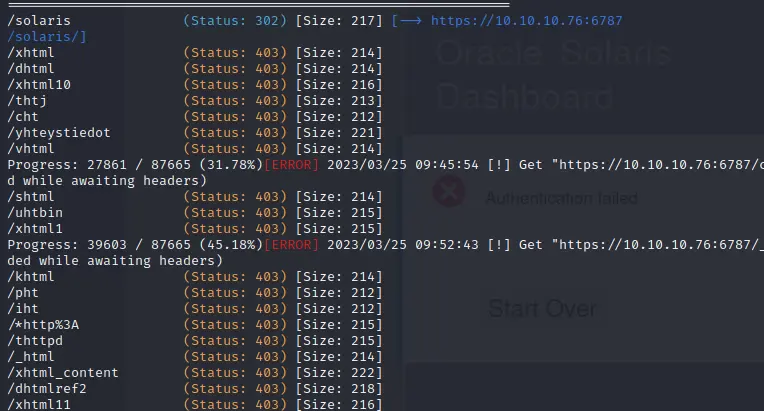 ===============================================================
/solaris              (Status: 302) [Size: 217] [--> https://10.10.10.76:6787
/solaris/]
/xhtml                (Status: 403) [Size: 214]
/dhtml                (Status: 403) [Size: 214]
/xhtml10              (Status: 403) [Size: 216]
/thtj                 (Status: 403) [Size: 213]
/cht                  (Status: 403) [Size: 212]
/yhteystiedot         (Status: 403) [Size: 221]
/vhtml                (Status: 403) [Size: 214]
Progress: 27861 / 87665 (31.78%)[ERROR] 2023/03/25 09:45:54 [!] Get "https://10.10.10.76:6787/
d while awaiting headers)
/shtml                (Status: 403) [Size: 214]
/uhtbin               (Status: 403) [Size: 215]
/xhtml1               (Status: 403) [Size: 215]
Progress: 39603 / 87665 (45.18%)[ERROR] 2023/03/25 09:52:43 [!] Get "https://10.10.10.76:6787/_
ded while awaiting headers)
/khtml                (Status: 403) [Size: 214]
/pht                  (Status: 403) [Size: 212]
/iht                  (Status: 403) [Size: 212]
/*http%3A             (Status: 403) [Size: 215]
/thttpd               (Status: 403) [Size: 215]
/_html                (Status: 403) [Size: 214]
/xhtml_content        (Status: 403) [Size: 222]
/dhtmlref2            (Status: 403) [Size: 218]
/xhtml11              (Status: 403) [Size: 216]
Oracle Solaris
Dashboard
Authentication failed
Start Over